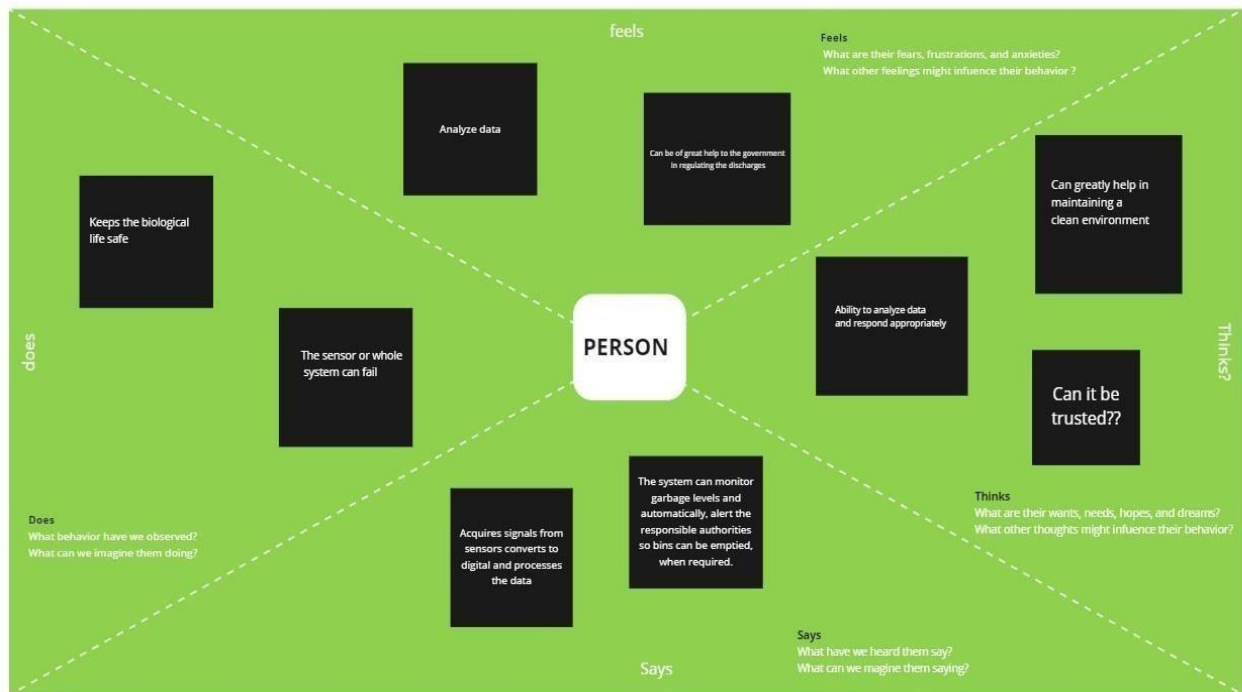 feels
Feels
What are their fears, frustrations, and anxieties?
What other feelings might infuence their behavior ?
Analyze data
Can be of great help to the government
in regulating the discharges
Keeps the biological
life safe
The sensor or whole
system can fail
does
Does
What behavior have we observed?
What can we imagine them doing?
PERSON
Can greatly help in
maintaining a
clean environment
Ability to analyze data
and respond appropriately
Can it be
trusted??
Thinks?
Thinks
What are their wants, needs, hopes, and dreams?
What other thoughts might infuence their behavior?
Acquires signals from
sensors converts to
digital and processes
the data
The system can monitor
garbage levels and
automatically, alert the
responsible authorities
so bins can be emptied,
when required.
Says
Says
What have we heard them say?
What can we magine them saying?